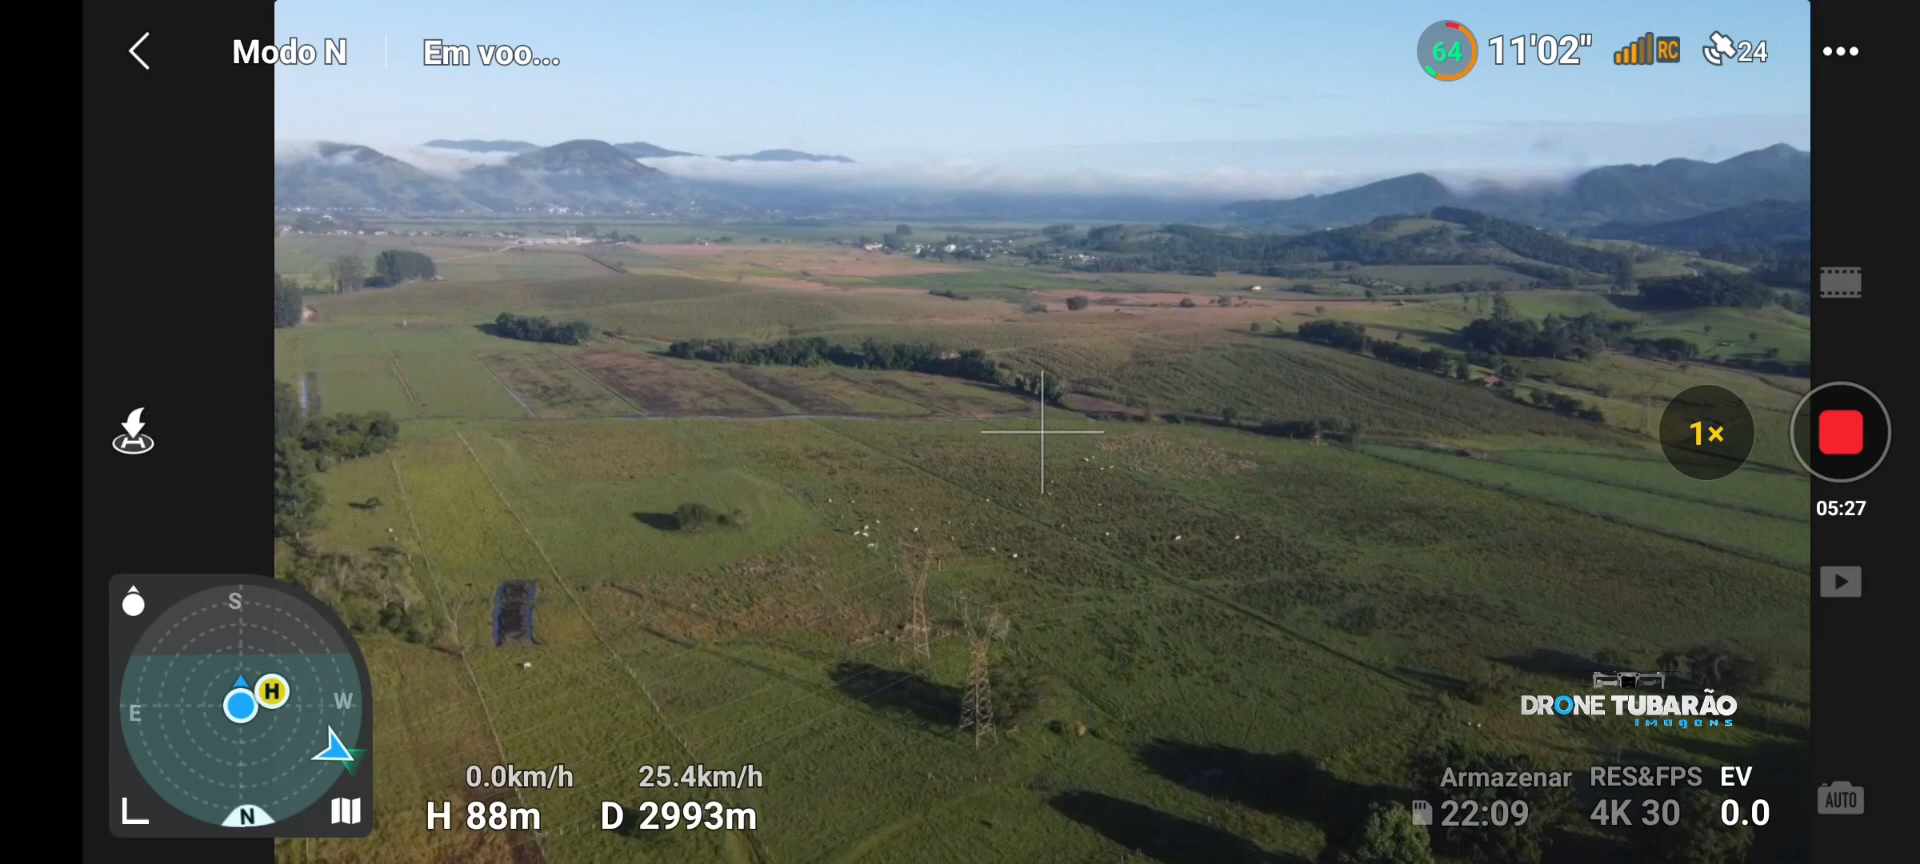 Modo N
Em voo...
64
11'02"
RC
24
1×
05:27
S
H
W
E
N
0.0km/h
25.4km/h
H 88m
D 2993m
DRONE TUBARÃO
imagens
Armazenar
RES&FPS
EV
22:09
4K 30
0.0
AUTO